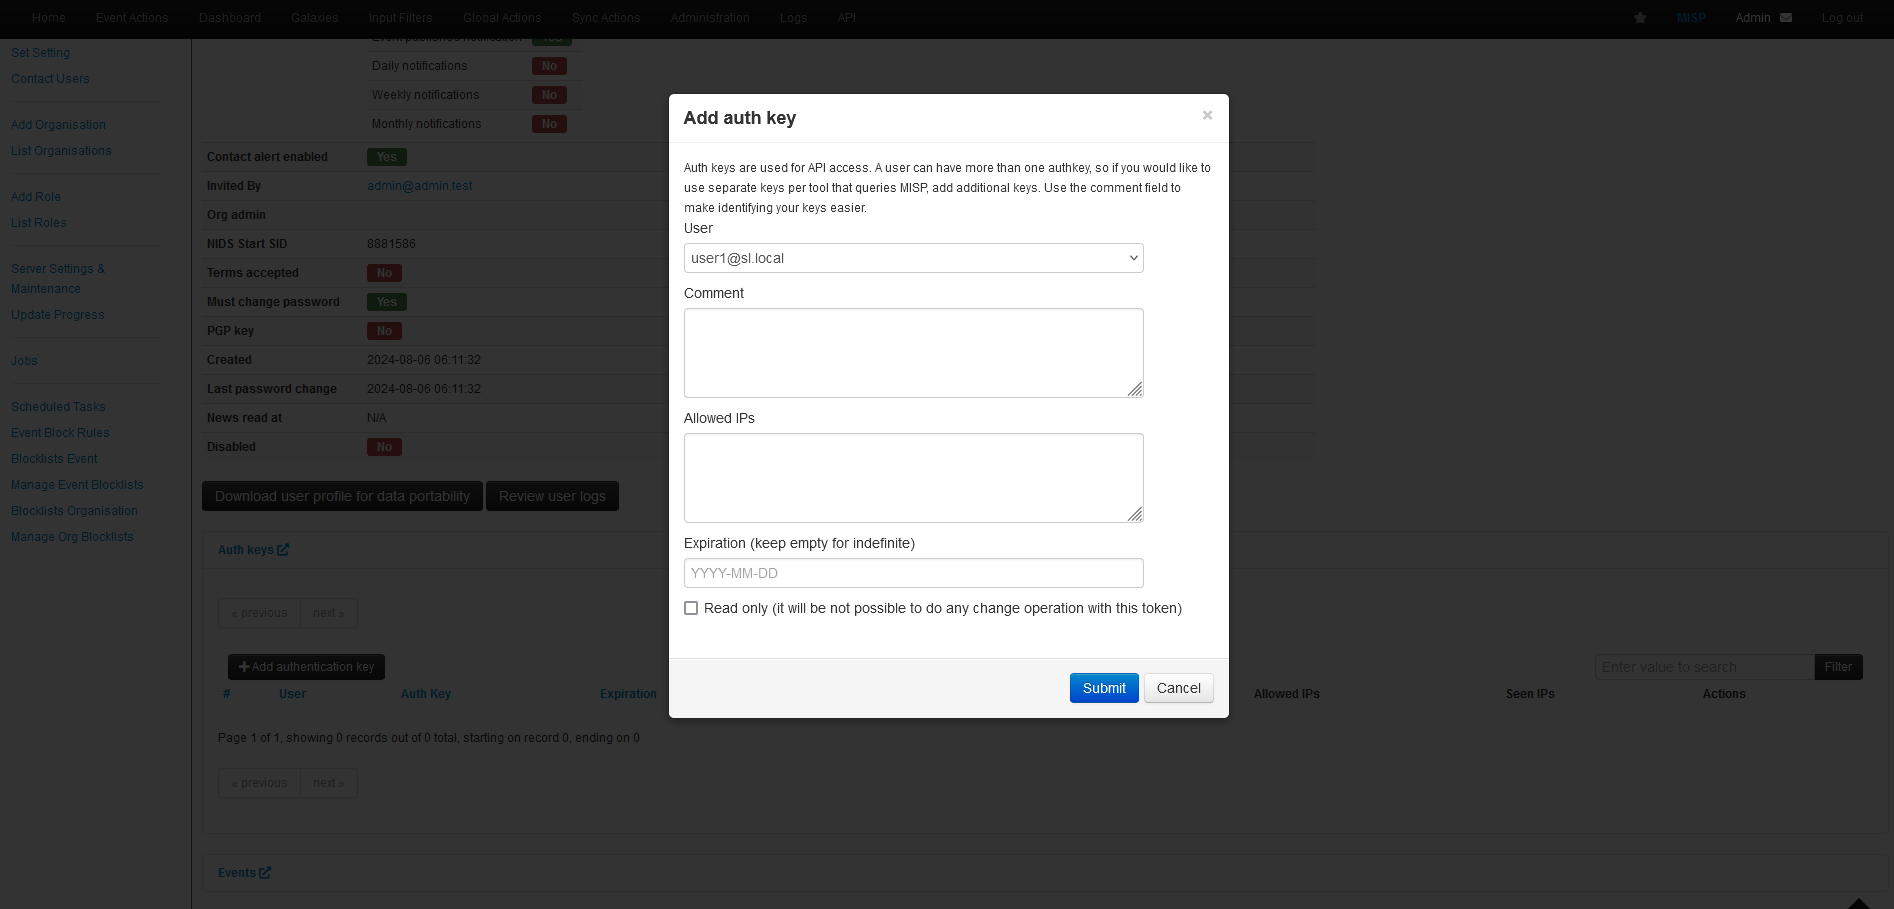 Home Event Actions Dashboard Galaxies Input Filters Global Actions Sync Actions Administration Logs API MISP Admin Log out
Set Setting
Contact Users
Add Organisation
List Organisations
Add Role
List Roles
Server Settings &
Maintenance
Update Progress
Jobs
Scheduled Tasks
Event Block Rules
Blocklists Event
Manage Event Blocklists
Blocklists Organisation
Manage Org Blocklists
Event published notification Yes
Daily notifications No
Weekly notifications No
Monthly notifications No
Contact alert enabled Yes
Invited By admin@admin.test
Org admin
NIDS Start SID 8881586
Terms accepted No
Must change password Yes
PGP key No
Created 2024-08-06 06:11:32
Last password change 2024-08-06 06:11:32
News read at N/A
Disabled No
Download user profile for data portability Review user logs
Auth keys
« previous next »
+ Add authentication key Enter value to search Filter
# User Auth Key Expiration Allowed IPs Seen IPs Actions
Page 1 of 1, showing 0 records out of 0 total, starting on record 0, ending on 0
« previous next »
Events
Add auth key ×
Auth keys are used for API access. A user can have more than one authkey, so if you would like to
use separate keys per tool that queries MISP, add additional keys. Use the comment field to
make identifying your keys easier.
User
user1@sl.local
Comment
Allowed IPs
Expiration (keep empty for indefinite)
YYYY-MM-DD
Read only (it will be not possible to do any change operation with this token)
Submit Cancel